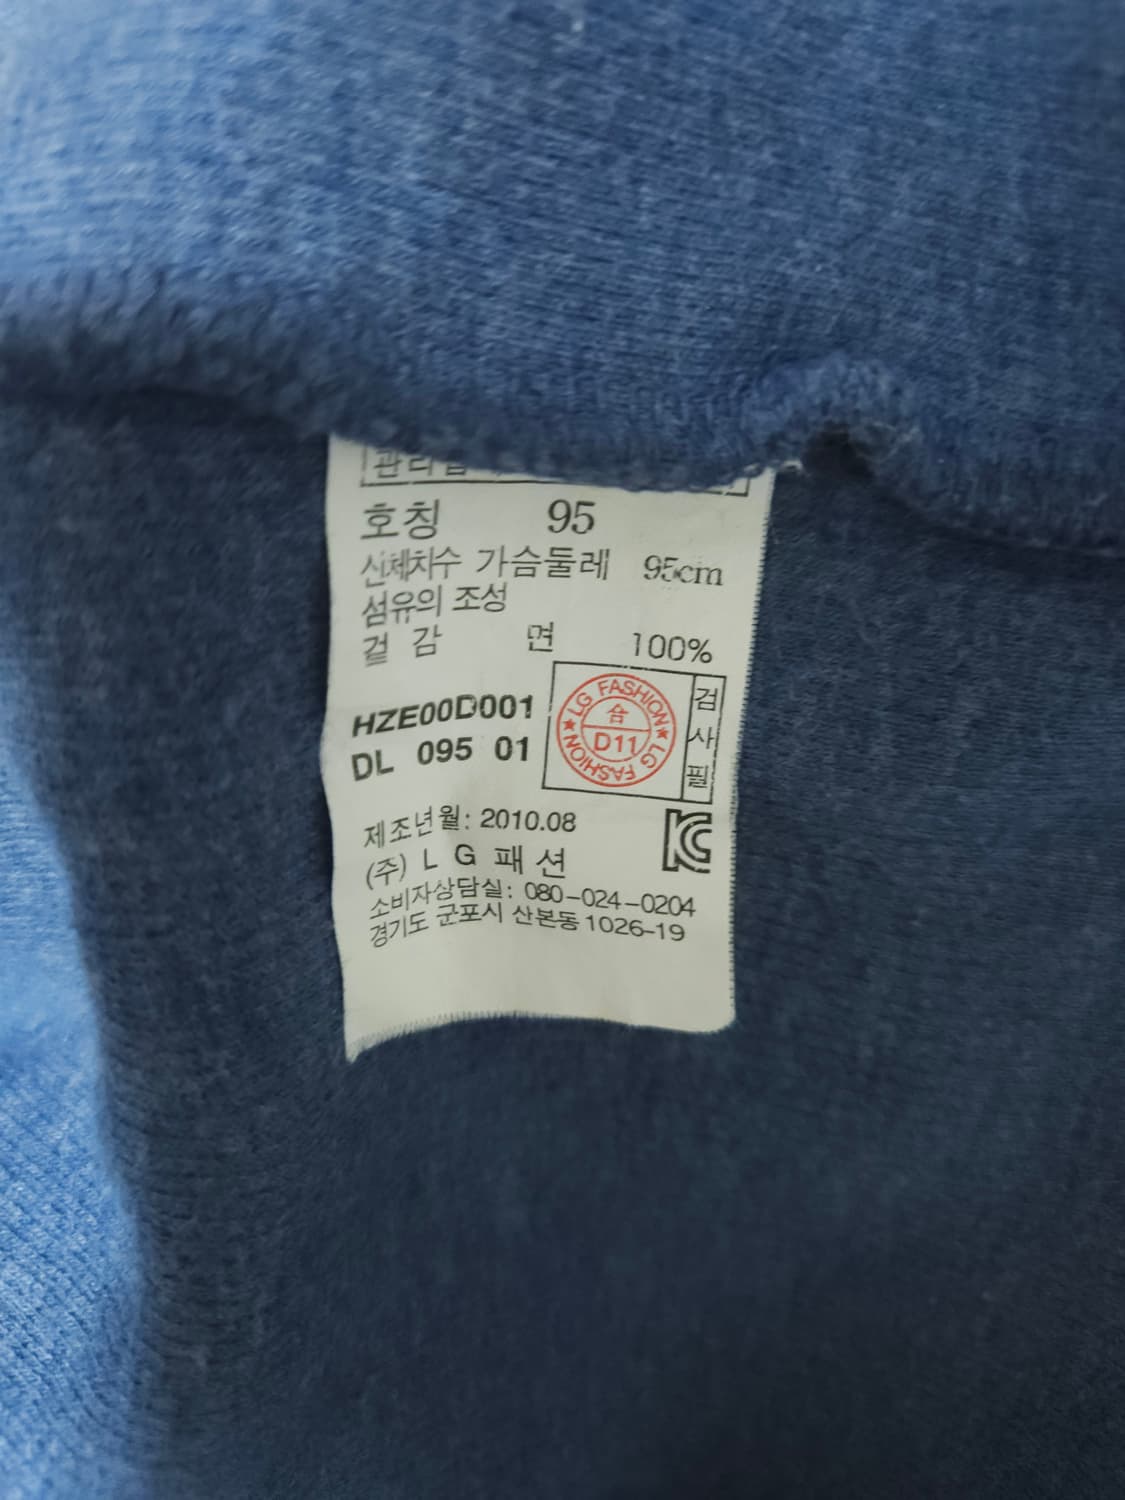 호칭 95
신체치수 가슴둘레 95cm
섬유의 조성
겉감 면 100%
HZE00D001
DL 095 01
LG FASHION
合
D11
LG FASHION
검사필
제조년월: 2010.08
(주) L G 패 션
소비자상담실: 080-024-0204
경기도 군포시 산본동 1026-19